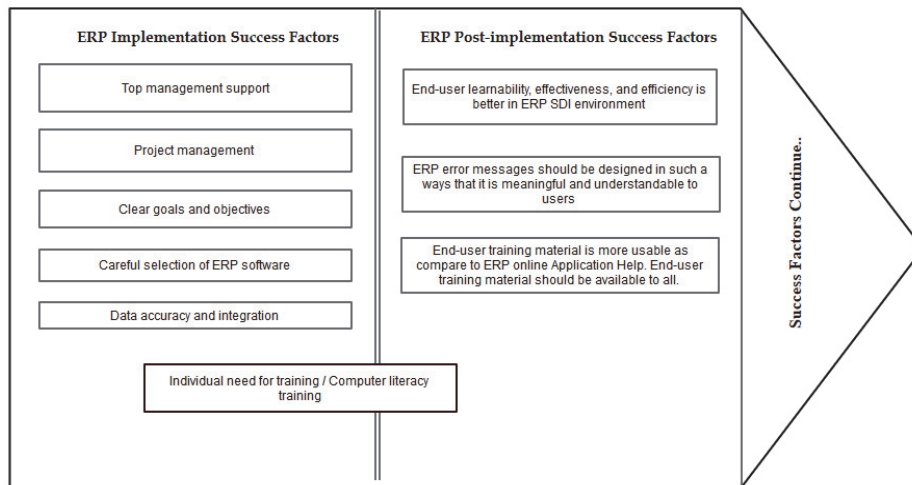 ERP Implementation Success Factors
Top management support
Project management
Clear goals and objectives
Careful selection of ERP software
Data accuracy and integration
Individual need for training / Computer literacy
training
ERP Post-implementation Success Factors
End-user learnability, effectiveness, and efficiency is
better in ERP SDI environment
ERP error messages should be designed in such a
ways that it is meaningful and understandable to
users
End-user training material is more usable as
compare to ERP online Application Help. End-user
training material should be available to all.
Success Factors Continue..